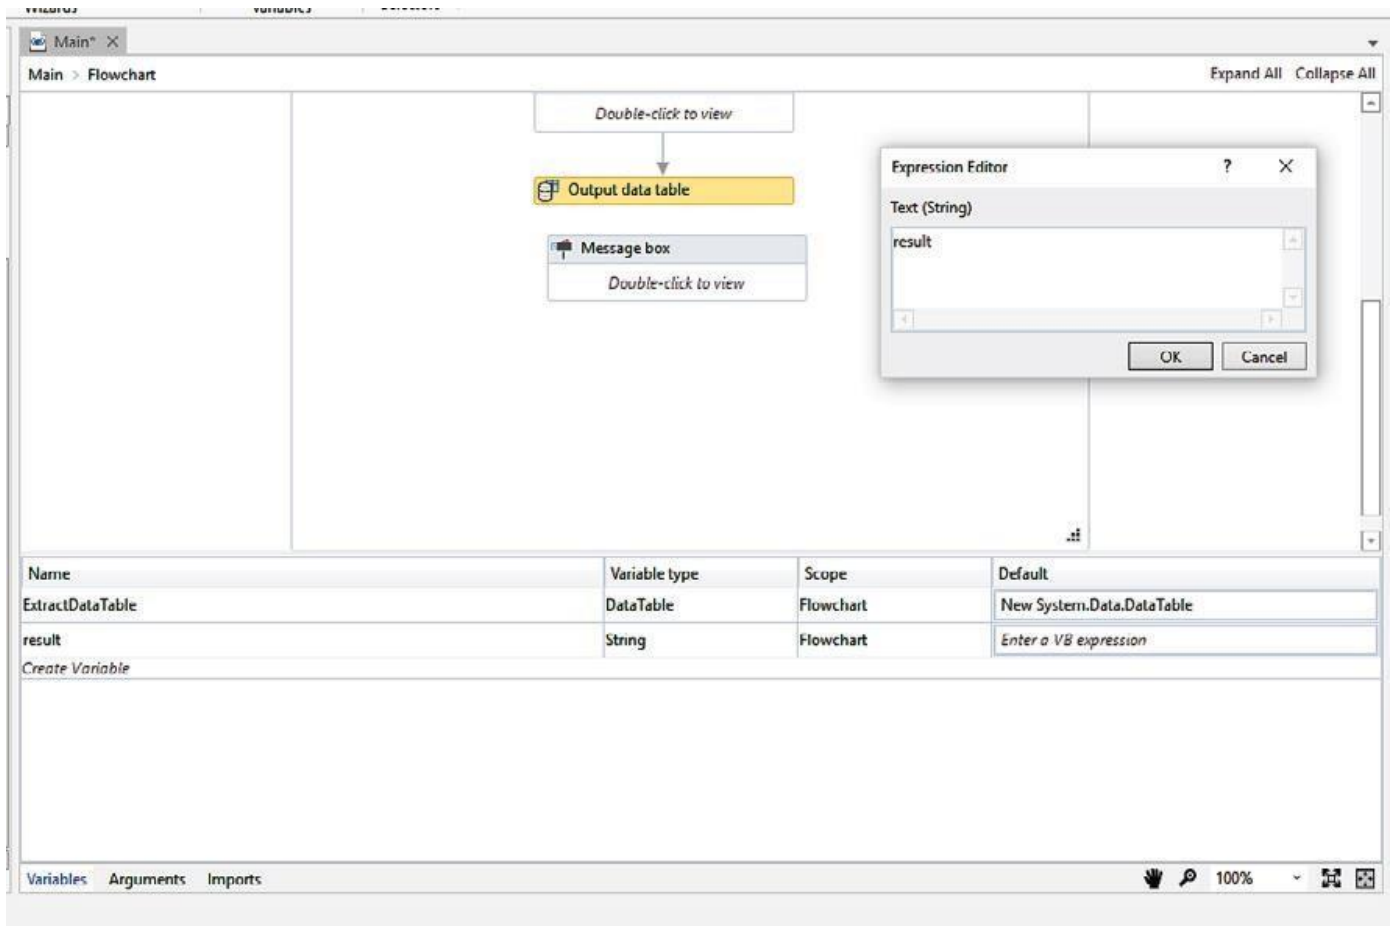 Main* X
Main > Flowchart
Expand All Collapse All
Double-click to view
Output data table
Message box
Double-click to view
Expression Editor ? X
Text (String)
result
OK Cancel
Name Variable type Scope Default
ExtractDataTable DataTable Flowchart New System.Data.DataTable
result String Flowchart Enter a VB expression
Create Variable
Variables Arguments Imports 100%